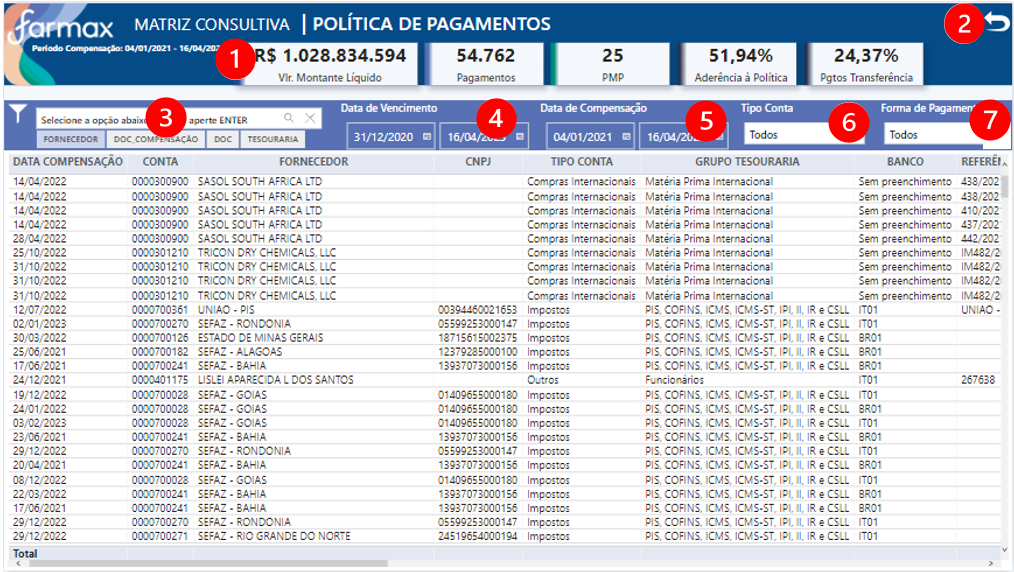 farmax MATRIZ CONSULTIVA | POLÍTICA DE PAGAMENTOS 2
Período Compensação: 04/01/2021 - 16/04/
1 R$ 1.028.834.594 54.762 25 51,94% 24,37%
Vlr. Montante Líquido Pagamentos PMP Aderência à Política Pgtos Transferência
Data de Vencimento Data de Compensação Tipo Conta Forma de Pagament
Selecione a opção abaix 3 aperte ENTER 4 5 6 7
31/12/2020 16/04/ 04/01/2021 16/04/ Todos Todos
FORNECEDOR DOC_COMPENSAÇÃO DOC TESOURARIA
DATA COMPENSAÇÃO CONTA FORNECEDOR CNPJ TIPO CONTA GRUPO TESOURARIA BANCO REFERÊ
14/04/2022 0000300900 SASOL SOUTH AFRICA LTD Compras Internacionais Matéria Prima Internacional Sem preenchimento 438/202
14/04/2022 0000300900 SASOL SOUTH AFRICA LTD Compras Internacionais Matéria Prima Internacional Sem preenchimento 438/202
14/04/2022 0000300900 SASOL SOUTH AFRICA LTD Compras Internacionais Matéria Prima Internacional Sem preenchimento 410/202
14/04/2022 0000300900 SASOL SOUTH AFRICA LTD Compras Internacionais Matéria Prima Internacional Sem preenchimento 437/202
28/04/2022 0000300900 SASOL SOUTH AFRICA LTD Compras Internacionais Matéria Prima Internacional Sem preenchimento 442/202
25/10/2022 0000301210 TRICON DRY CHEMICALS, LLC Compras Internacionais Matéria Prima Internacional Sem preenchimento IM482/2
31/10/2022 0000301210 TRICON DRY CHEMICALS, LLC Compras Internacionais Matéria Prima Internacional Sem preenchimento IM482/2
31/10/2022 0000301210 TRICON DRY CHEMICALS, LLC Compras Internacionais Matéria Prima Internacional Sem preenchimento IM482/2
31/10/2022 0000301210 TRICON DRY CHEMICALS, LLC Compras Internacionais Matéria Prima Internacional Sem preenchimento IM482/2
12/07/2022 0000700361 UNIAO - PIS 00394460021653 Impostos PIS, COFINS, ICMS, ICMS-ST, IPI, II, IR e CSLL IT01 UNIAO -
02/01/2023 0000700270 SEFAZ - RONDONIA 05599253000147 Impostos PIS, COFINS, ICMS, ICMS-ST, IPI, II, IR e CSLL IT01
30/03/2022 0000700126 ESTADO DE MINAS GERAIS 18715615002375 Impostos PIS, COFINS, ICMS, ICMS-ST, IPI, II, IR e CSLL BR01
25/06/2021 0000700182 SEFAZ - ALAGOAS 12379285000100 Impostos PIS, COFINS, ICMS, ICMS-ST, IPI, II, IR e CSLL BR01
17/06/2021 0000700241 SEFAZ - BAHIA 13937073000156 Impostos PIS, COFINS, ICMS, ICMS-ST, IPI, II, IR e CSLL BR01
24/12/2021 0000401175 LISLEI APARECIDA L DOS SANTOS Outros Funcionários IT01 267638
19/12/2022 0000700028 SEFAZ - GOIAS 01409655000180 Impostos PIS, COFINS, ICMS, ICMS-ST, IPI, II, IR e CSLL IT01
24/01/2022 0000700028 SEFAZ - GOIAS 01409655000180 Impostos PIS, COFINS, ICMS, ICMS-ST, IPI, II, IR e CSLL BR01
03/02/2023 0000700028 SEFAZ - GOIAS 01409655000180 Impostos PIS, COFINS, ICMS, ICMS-ST, IPI, II, IR e CSLL IT01
23/06/2021 0000700241 SEFAZ - BAHIA 13937073000156 Impostos PIS, COFINS, ICMS, ICMS-ST, IPI, II, IR e CSLL BR01
29/12/2022 0000700270 SEFAZ - RONDONIA 05599253000147 Impostos PIS, COFINS, ICMS, ICMS-ST, IPI, II, IR e CSLL IT01
20/04/2021 0000700241 SEFAZ - BAHIA 13937073000156 Impostos PIS, COFINS, ICMS, ICMS-ST, IPI, II, IR e CSLL BR01
08/12/2022 0000700028 SEFAZ - GOIAS 01409655000180 Impostos PIS, COFINS, ICMS, ICMS-ST, IPI, II, IR e CSLL IT01
22/03/2022 0000700241 SEFAZ - BAHIA 13937073000156 Impostos PIS, COFINS, ICMS, ICMS-ST, IPI, II, IR e CSLL BR01
17/06/2021 0000700241 SEFAZ - BAHIA 13937073000156 Impostos PIS, COFINS, ICMS, ICMS-ST, IPI, II, IR e CSLL BR01
29/12/2022 0000700270 SEFAZ - RONDONIA 05599253000147 Impostos PIS, COFINS, ICMS, ICMS-ST, IPI, II, IR e CSLL IT01
29/12/2022 0000700271 SEFAZ - RIO GRANDE DO NORTE 24519654000194 Impostos PIS, COFINS, ICMS, ICMS-ST, IPI, II, IR e CSLL IT01
Total